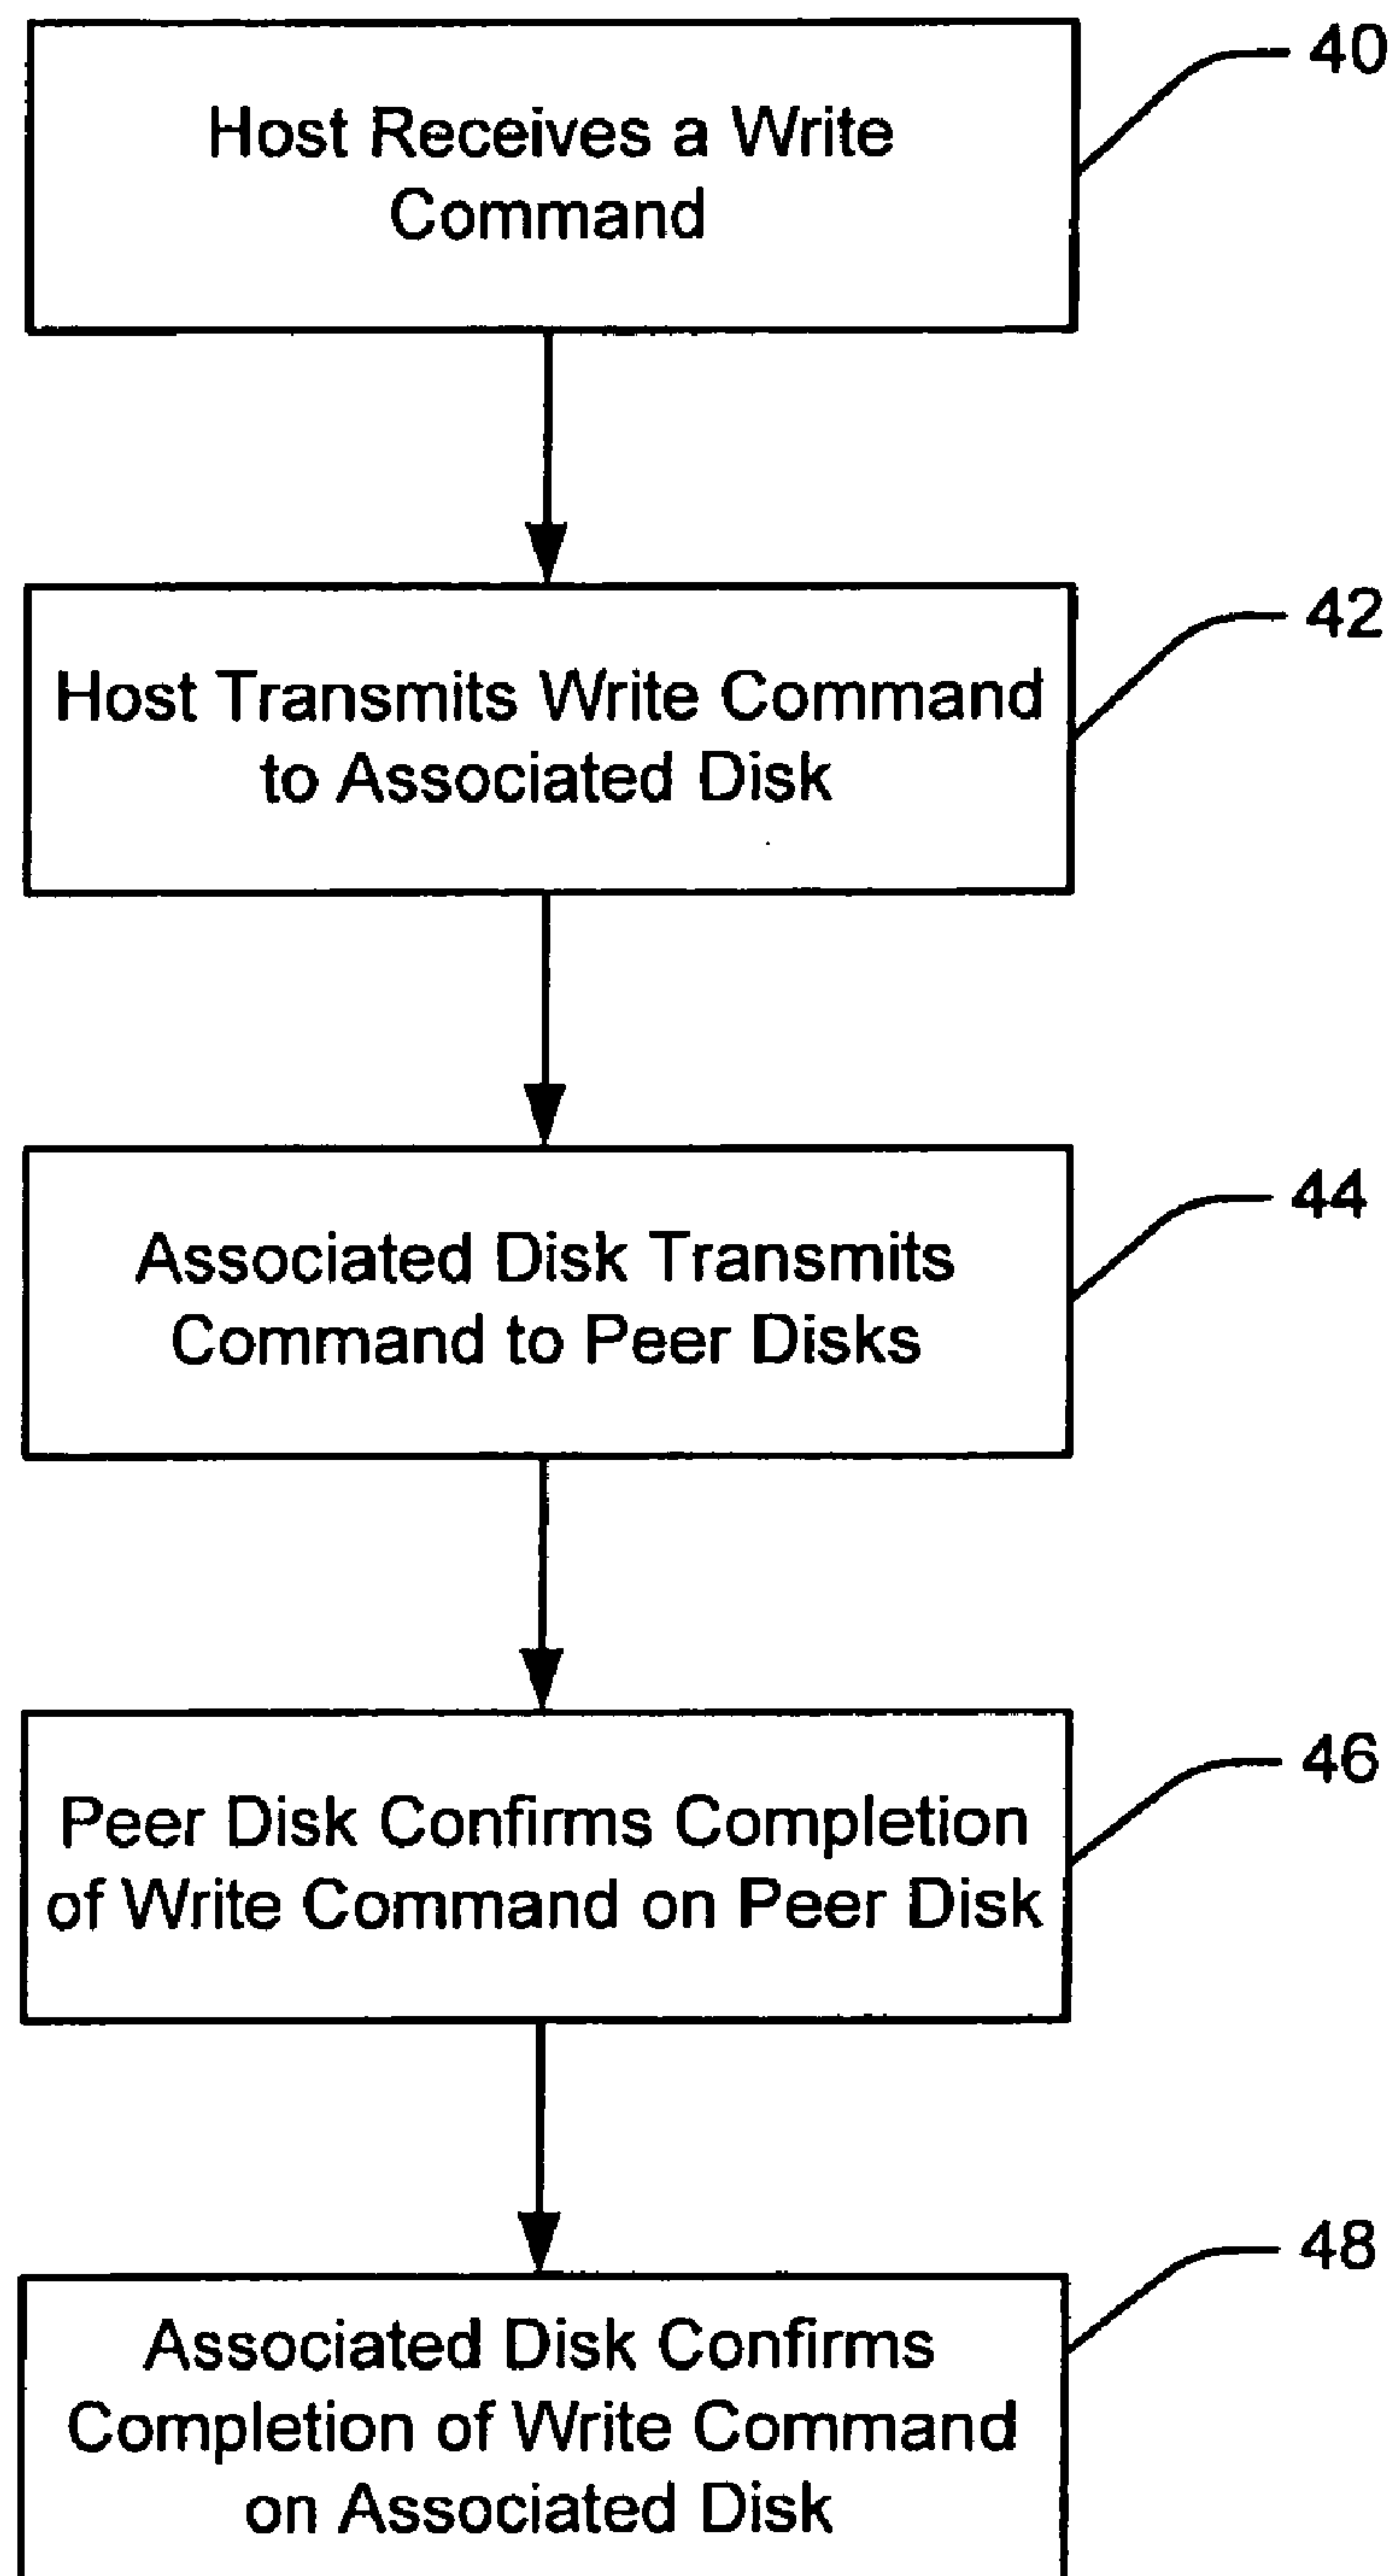 Host Receives a Write
Command
40
Host Transmits Write Command
to Associated Disk
42
Associated Disk Transmits
Command to Peer Disks
44
Peer Disk Confirms Completion
of Write Command on Peer Disk
46
Associated Disk Confirms
Completion of Write Command
on Associated Disk
48